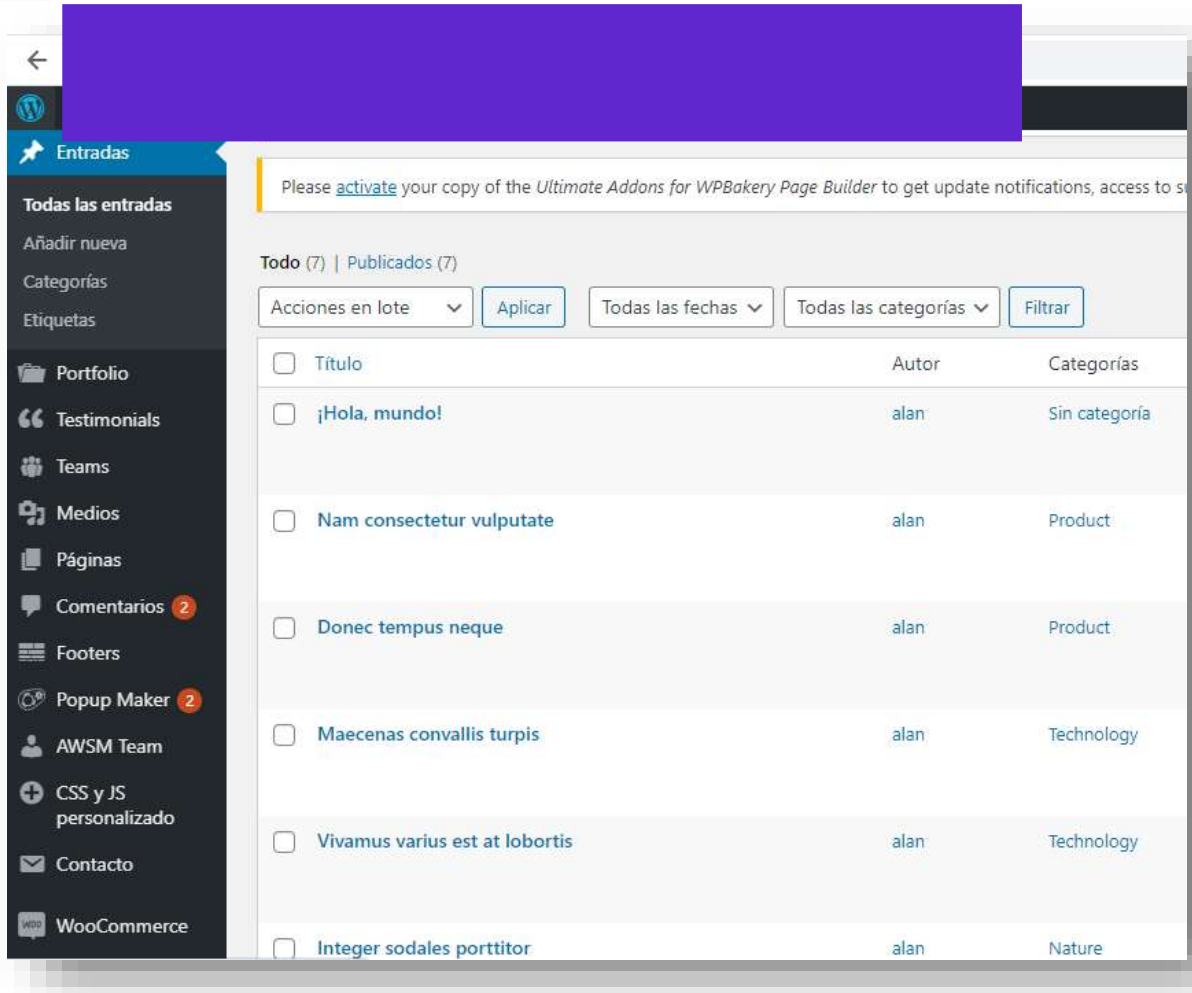 Entradas
Todas las entradas
Añadir nueva
Categorías
Etiquetas
Portfolio
Testimonials
Teams
Medios
Páginas
Comentarios 2
Footers
Popup Maker 2
AWSM Team
CSS y JS
personalizado
Contacto
WOO WooCommerce
Please activate your copy of the Ultimate Addons for WPBakery Page Builder to get update notifications, access to
Todo (7) | Publicados (7)
Acciones en lote Aplicar Todas las fechas Todas las categorías Filtrar
Título Autor Categorías
¡Hola, mundo! alan Sin categoría
Nam consectetur vulputate alan Product
Donec tempus neque alan Product
Maecenas convallis turpis alan Technology
Vivamus varius est at lobortis alan Technology
Integer sodales porttitor alan Nature